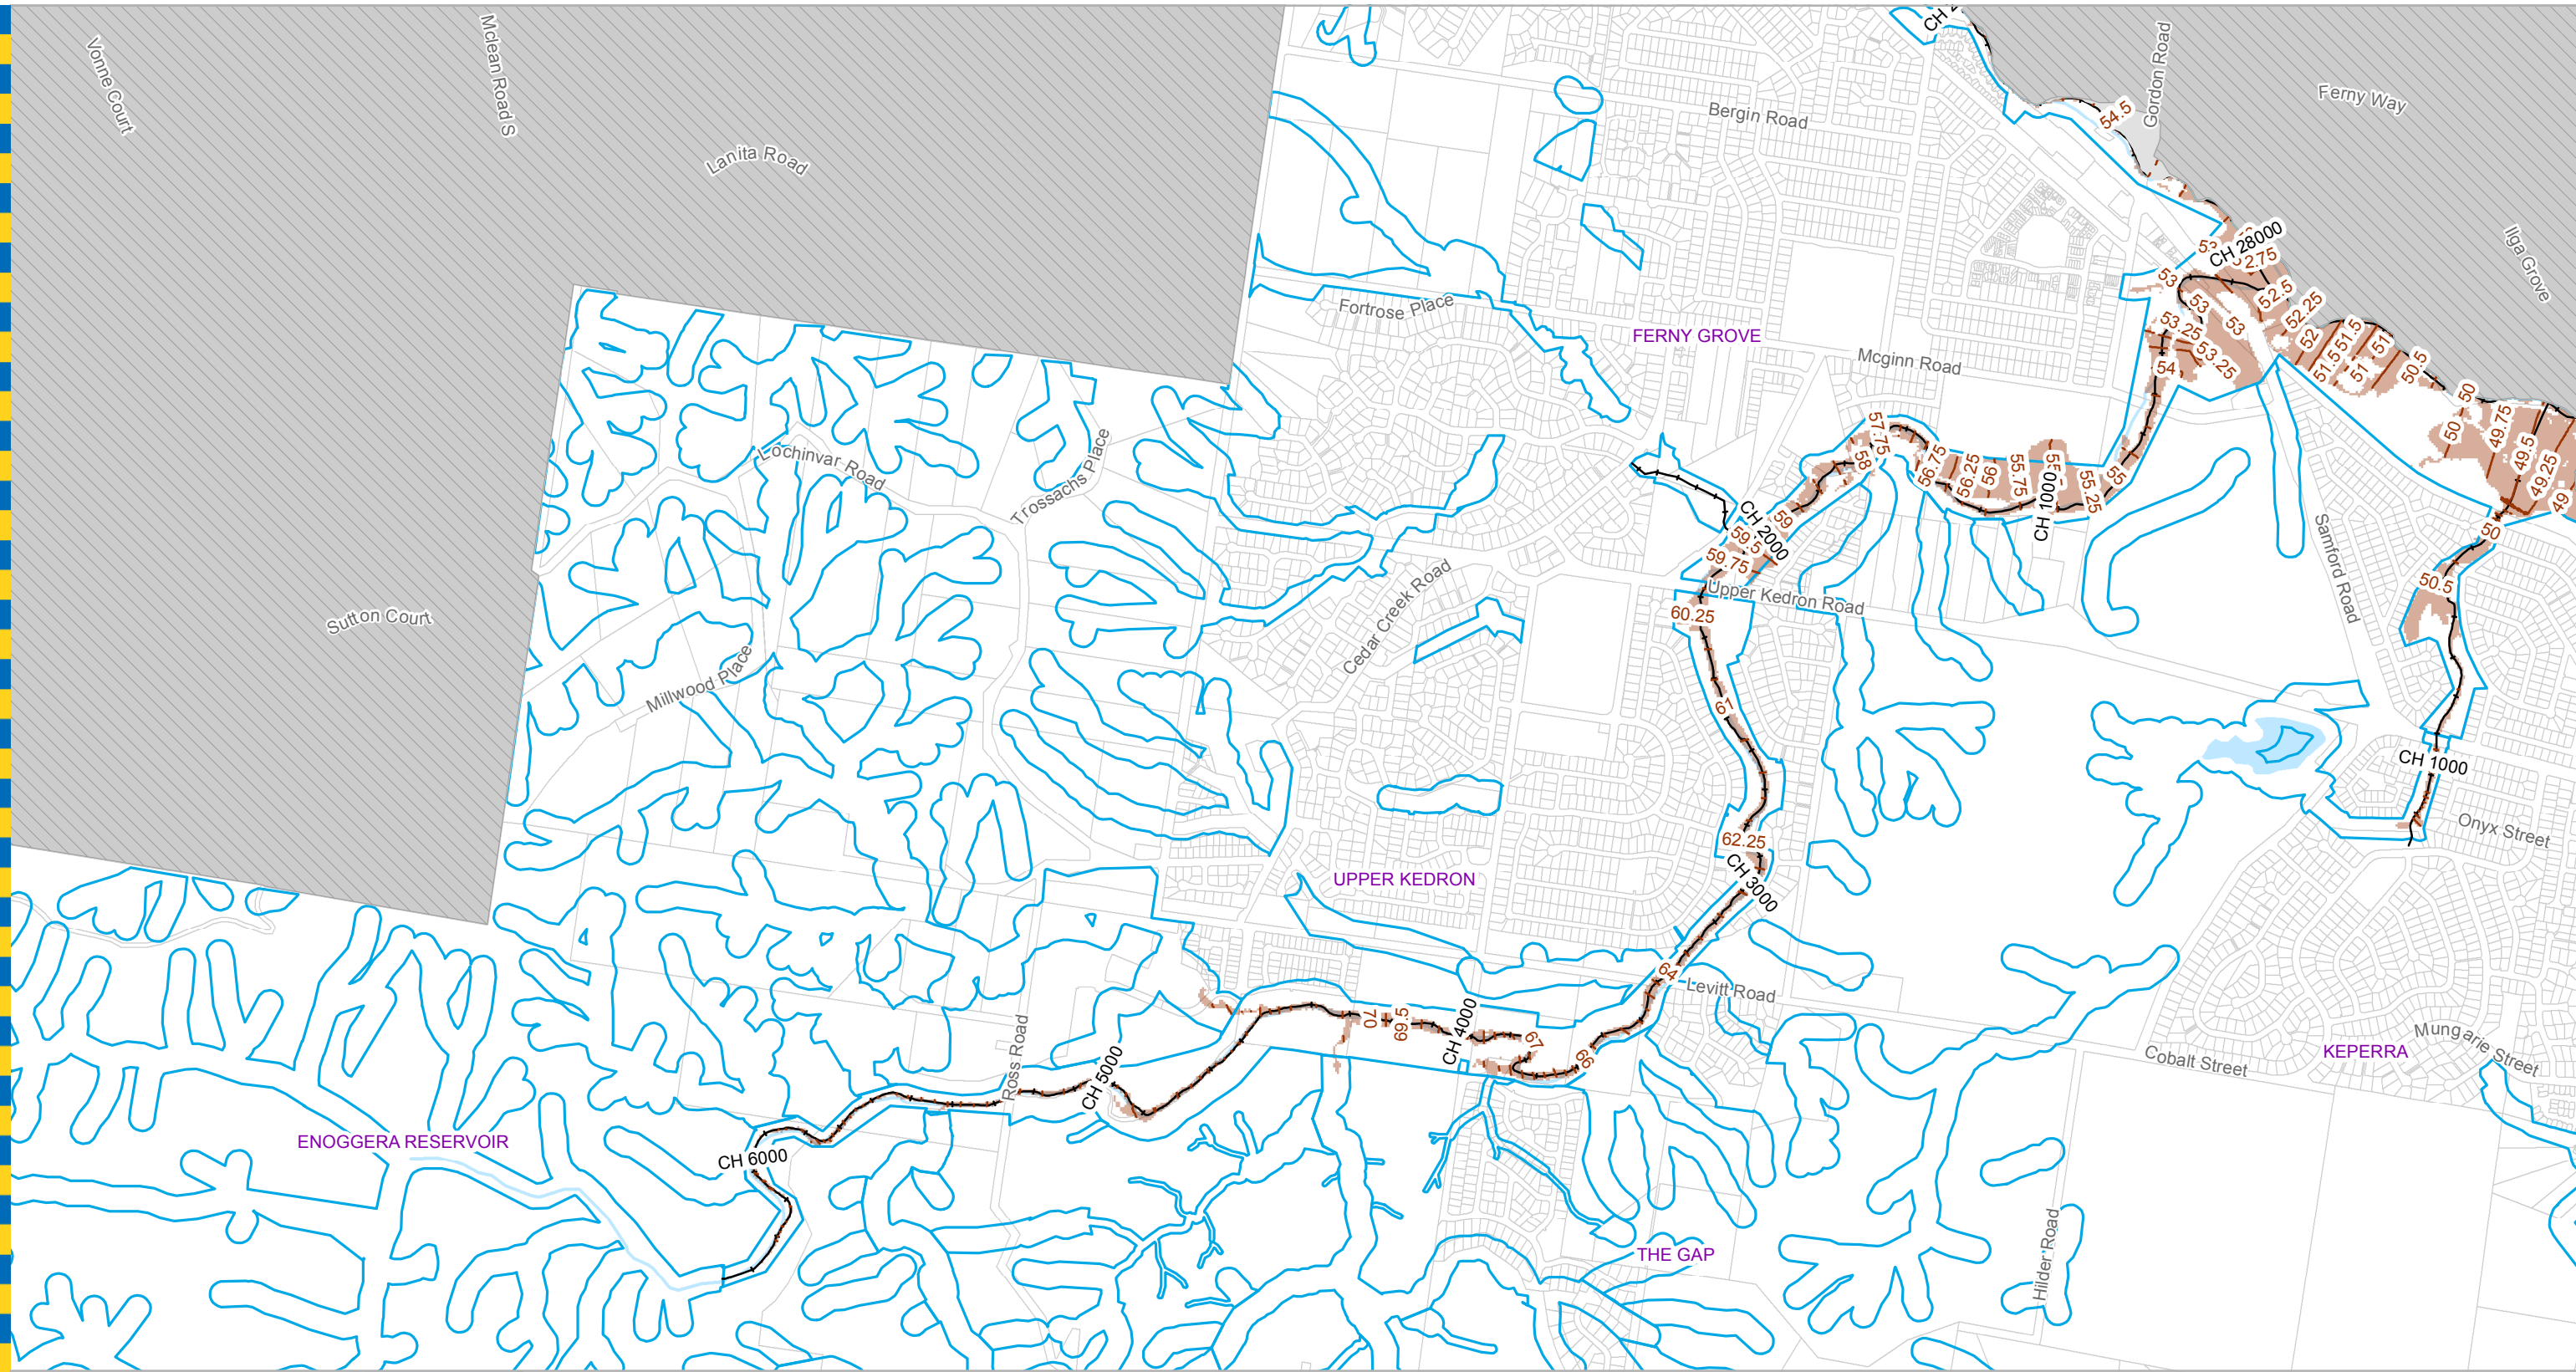 Vonne Court
Mclean Road S
Lanita Road
Sutton Court
Bergin Road
Gordon Road
Ferny Way
Ilga Grove
54.5
CH 28000
53
52.5
52.25
52
51.5
51.5
51
51
50.5
50
50
49.75
49.5
49.25
49
53
53
53
53.25
53.25
54
Fortrose Place
FERNY GROVE
Mcginn Road
57.75
58
56.75
56.25
56
55.75
CH 1000
55.25
55
CH 2000
59
59.5
59.75
Upper Kedron Road
60.25
61
62.25
CH 3000
64
Levitt Road
Lochinvar Road
Trossachs Place
Cedar Creek Road
Millwood Place
Samford Road
50
50.5
CH 1000
Onyx Street
UPPER KEDRON
Ross Road
70
69.5
CH 4000
67
66
CH 5000
CH 6000
ENOGGERA RESERVOIR
THE GAP
Hilder Road
Cobalt Street
KEPERRA
Mungarie Street